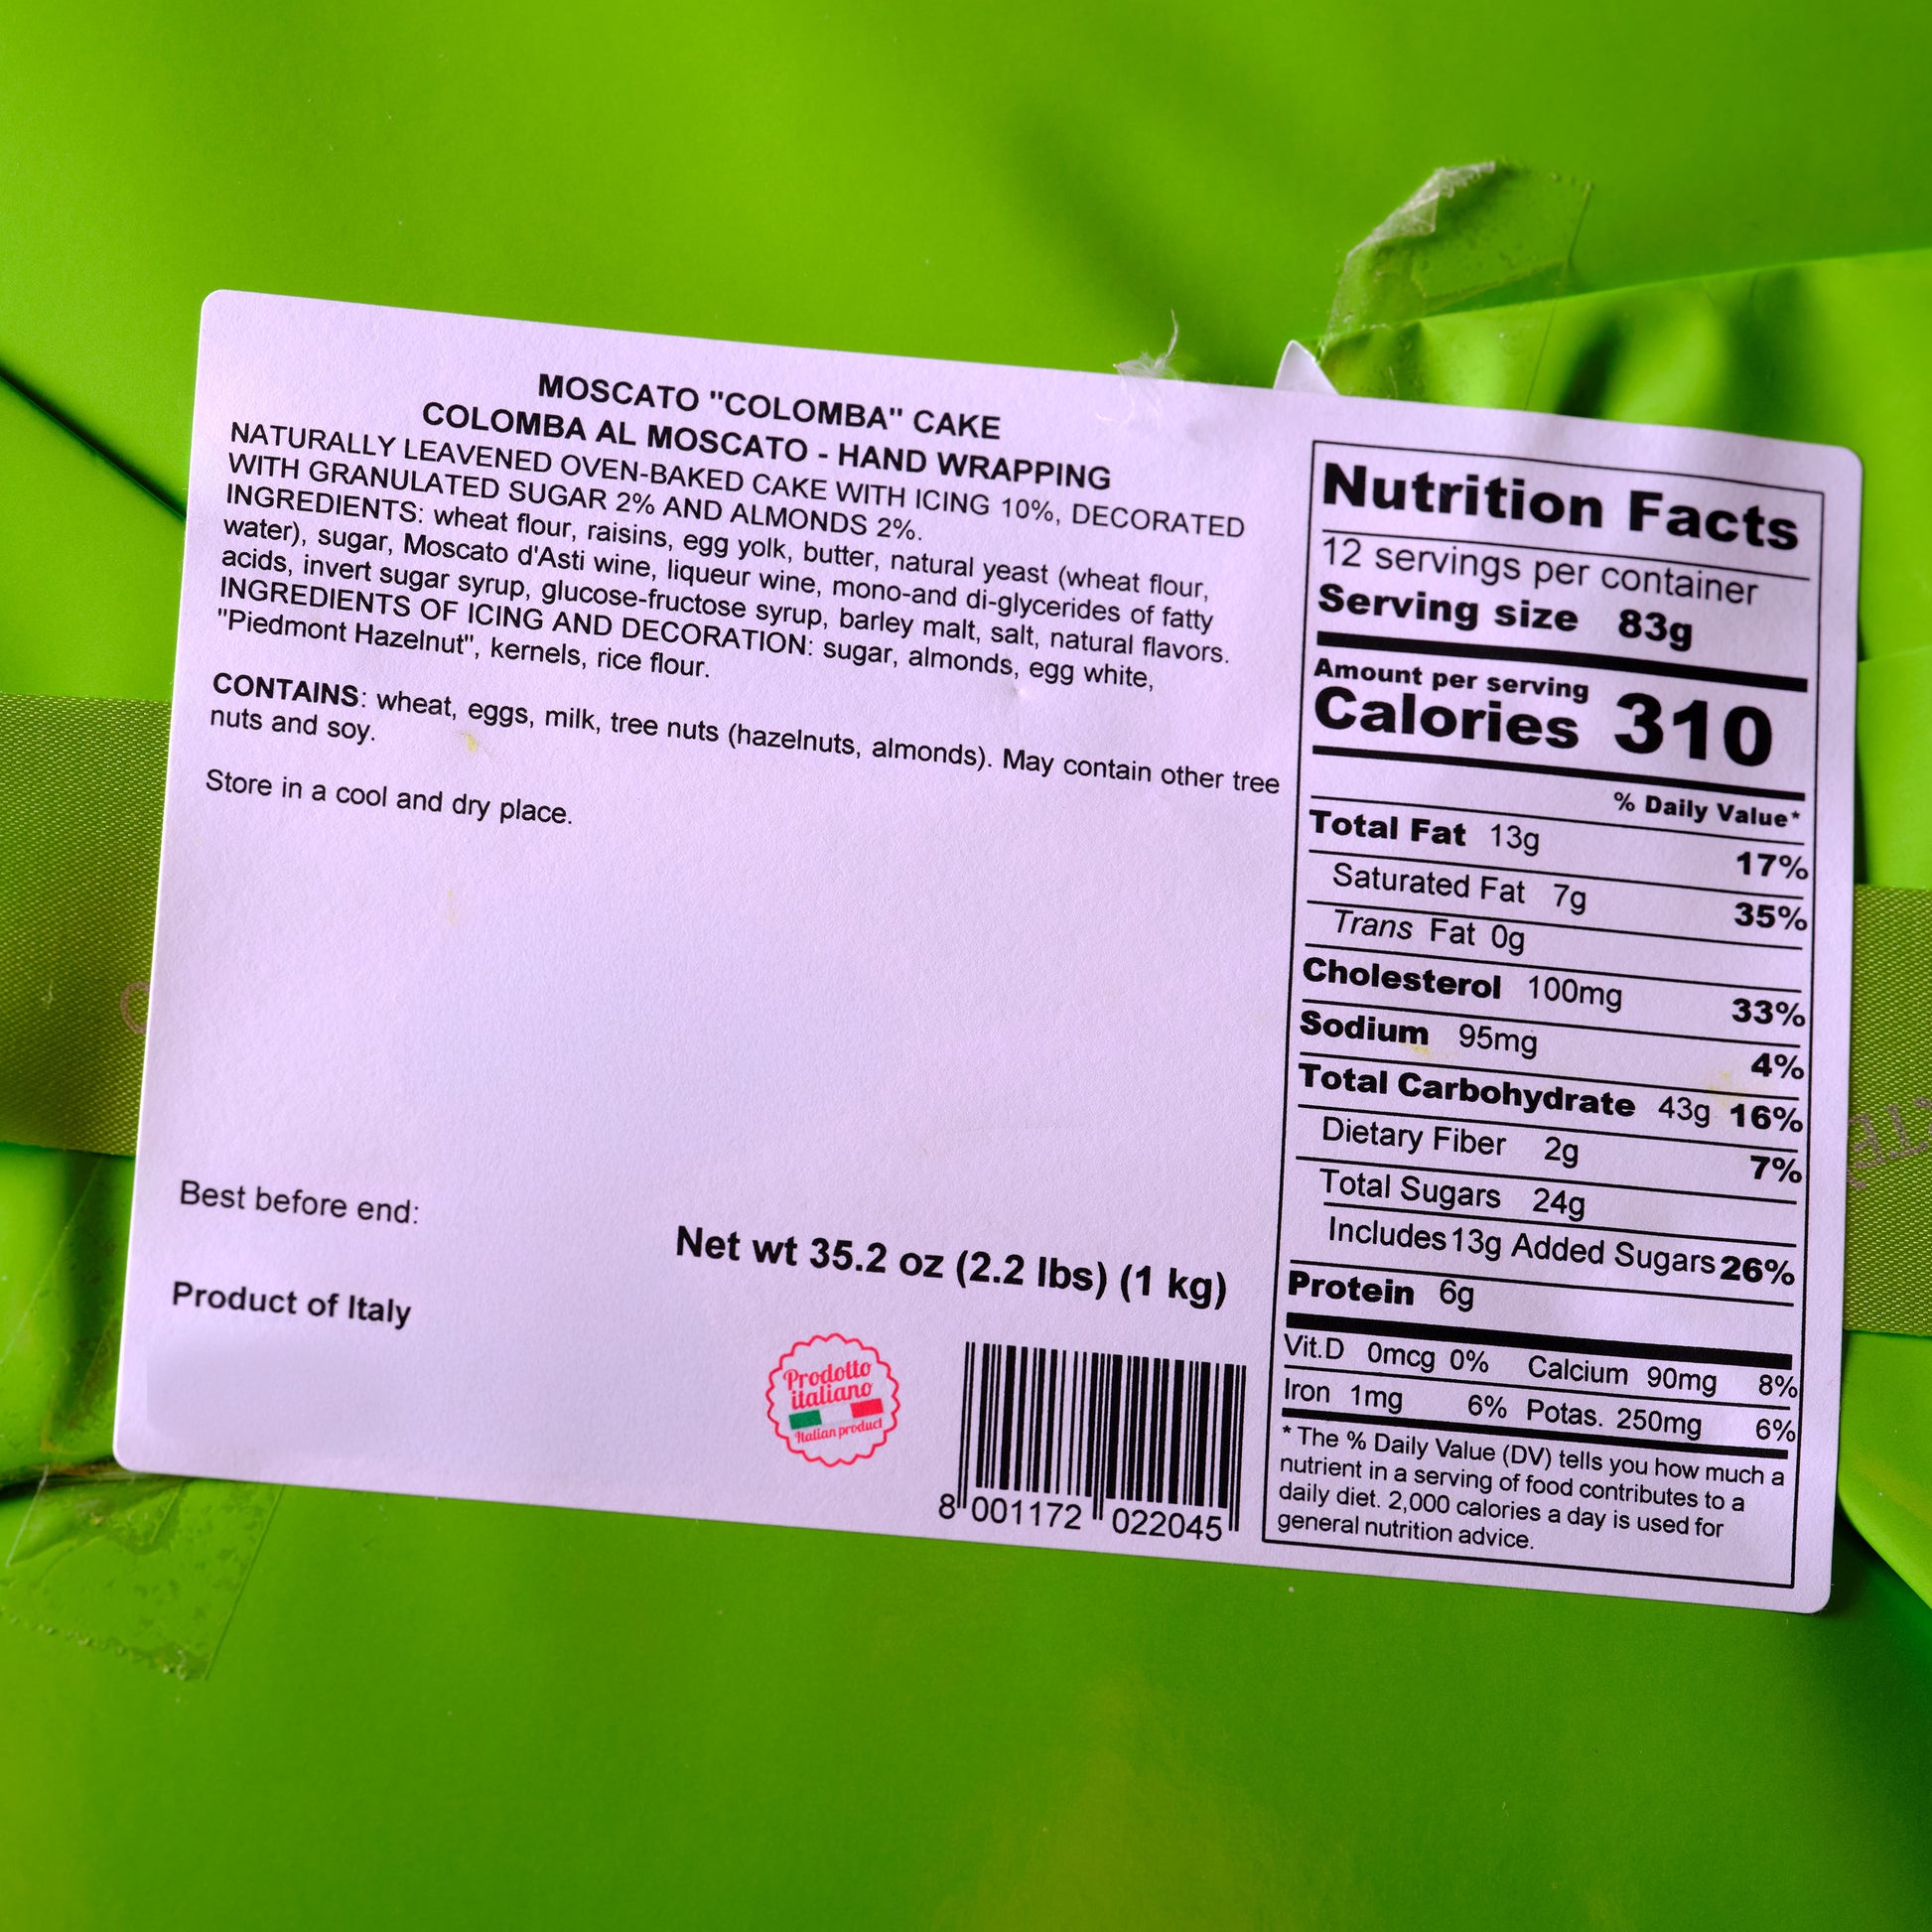 MOSCATO "COLOMBA" CAKE
COLOMBA AL MOSCATO - HAND WRAPPING
NATURALLY LEAVENED OVEN-BAKED CAKE WITH ICING 10%, DECORATED
WITH GRANULATED SUGAR 2% AND ALMONDS 2%.
INGREDIENTS: wheat flour, raisins, egg yolk, butter, natural yeast (wheat flour,
water), sugar, Moscato d'Asti wine, liqueur wine, mono-and di-glycerides of fatty
acids, invert sugar syrup, glucose-fructose syrup, barley malt, salt, natural flavors.
INGREDIENTS OF ICING AND DECORATION: sugar, almonds, egg white,
"Piedmont Hazelnut", kernels, rice flour.
CONTAINS: wheat, eggs, milk, tree nuts (hazelnuts, almonds). May contain other tree
nuts and soy.
Store in a cool and dry place.
Best before end:
Net wt 35.2 oz (2.2 lbs) (1 kg)
Product of Italy
Prodotto
italiano
Italian product
8 001172 022045
Nutrition Facts
12 servings per container
Serving size 83g
Amount per serving
Calories 310
% Daily Value*
Total Fat 13g 17%
Saturated Fat 7g 35%
Trans Fat 0g
Cholesterol 100mg 33%
Sodium 95mg 4%
Total Carbohydrate 43g 16%
Dietary Fiber 2g 7%
Total Sugars 24g
Includes 13g Added Sugars 26%
Protein 6g
Vit.D 0mcg 0% Calcium 90mg 8%
Iron 1mg 6% Potas. 250mg 6%
* The % Daily Value (DV) tells you how much a
nutrient in a serving of food contributes to a
daily diet. 2,000 calories a day is used for
general nutrition advice.